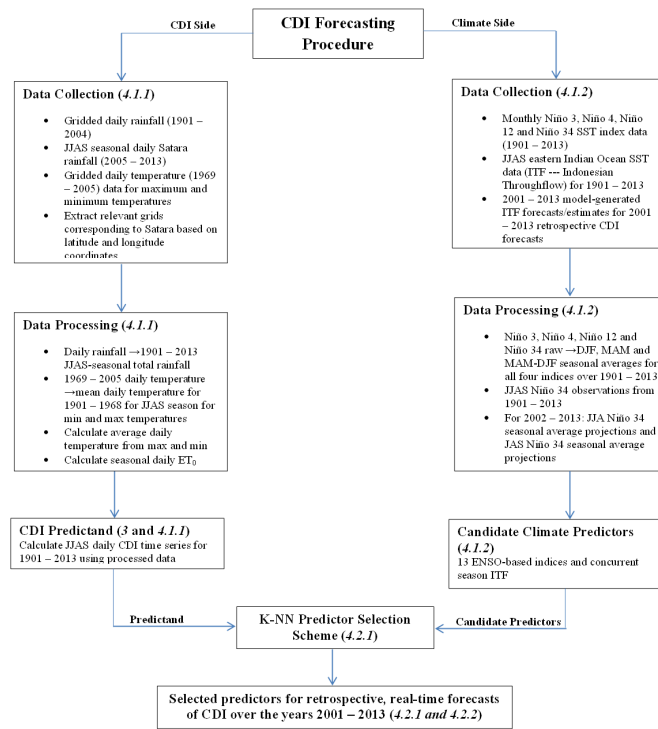 CDI Forecasting
Procedure
CDI Side
Climate Side
Data Collection (4.1.1)
• Gridded daily rainfall (1901 –
2004)
• JJAS seasonal daily Satara
rainfall (2005 – 2013)
• Gridded daily temperature (1969
– 2005) data for maximum and
minimum temperatures
• Extract relevant grids
corresponding to Satara based on
latitude and longitude
coordinates
Data Processing (4.1.1)
• Daily rainfall →1901 – 2013
JJAS-seasonal total rainfall
• 1969 – 2005 daily temperature
→mean daily temperature for
1901 – 1968 for JJAS season for
min and max temperatures
• Calculate average daily
temperature from max and min
• Calculate seasonal daily ET0
CDI Predictand (3 and 4.1.1)
Calculate JJAS daily CDI time series for
1901 – 2013 using processed data
Data Collection (4.1.2)
• Monthly Niño 3, Niño 4, Niño
12 and Niño 34 SST index data
(1901 – 2013)
• JJAS eastern Indian Ocean SST
data (ITF --- Indonesian
Throughflow) for 1901 – 2013
• 2001 – 2013 model-generated
ITF forecasts/estimates for 2001
– 2013 retrospective CDI
forecasts
Data Processing (4.1.2)
• Niño 3, Niño 4, Niño 12 and
Niño 34 raw →DJF, MAM and
MAM-DJF seasonal averages for
all four indices over 1901 – 2013
• JJAS Niño 34 observations from
1901 – 2013
• For 2002 – 2013: JJA Niño 34
seasonal average projections and
JAS Niño 34 seasonal average
projections
Candidate Climate Predictors
(4.1.2)
13 ENSO-based indices and concurrent
season ITF
Predictand
K-NN Predictor Selection
Scheme (4.2.1)
Candidate Predictors
Selected predictors for retrospective, real-time forecasts
of CDI over the years 2001 – 2013 (4.2.1 and 4.2.2)